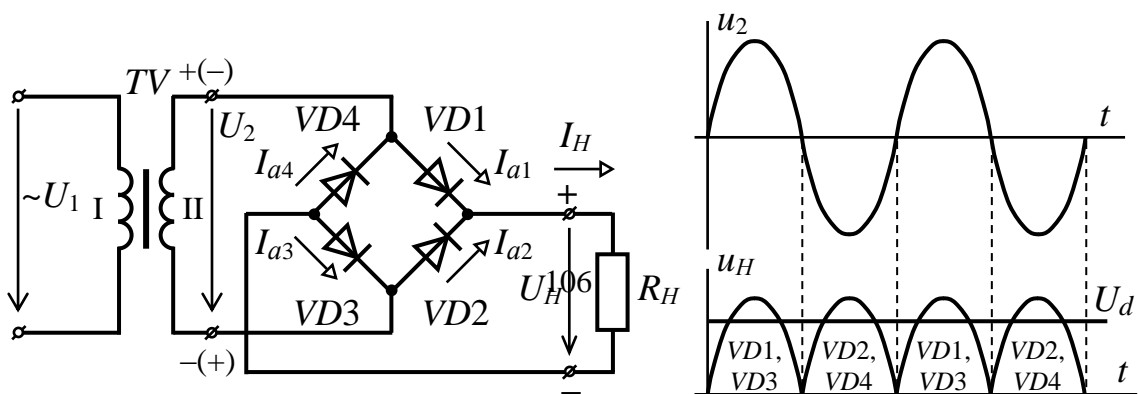 TV
+(−)
U2
VD4
VD1
Ia4
Ia1
IH
+
~U1
I
II
Ia3
Ia2
VD3
VD2
UH
106
RH
−(+)
−
u2
t
uH
Ud
VD1, VD2, VD1, VD2,
VD3 VD4 VD3 VD4
t